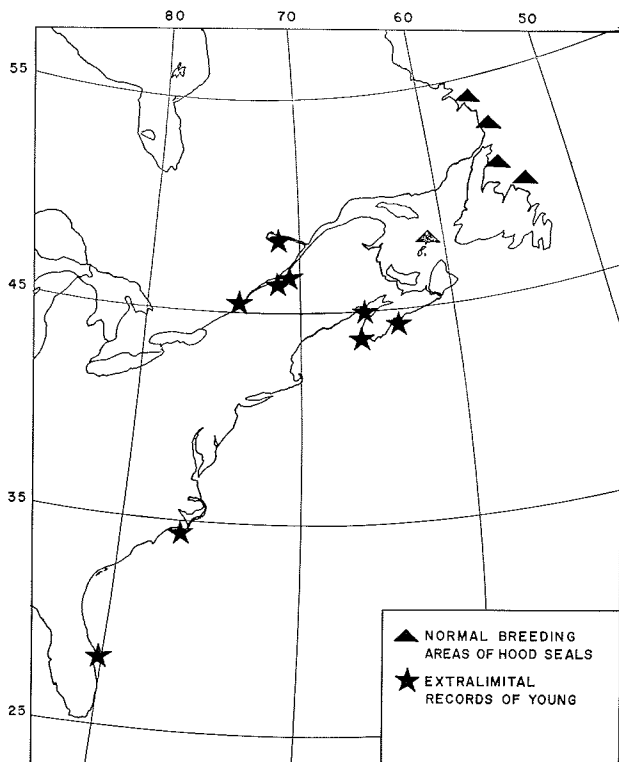 80 70 60 50
55
45
35
25
NORMAL BREEDING
AREAS OF HOOD SEALS
EXTRALIMITAL
RECORDS OF YOUNG